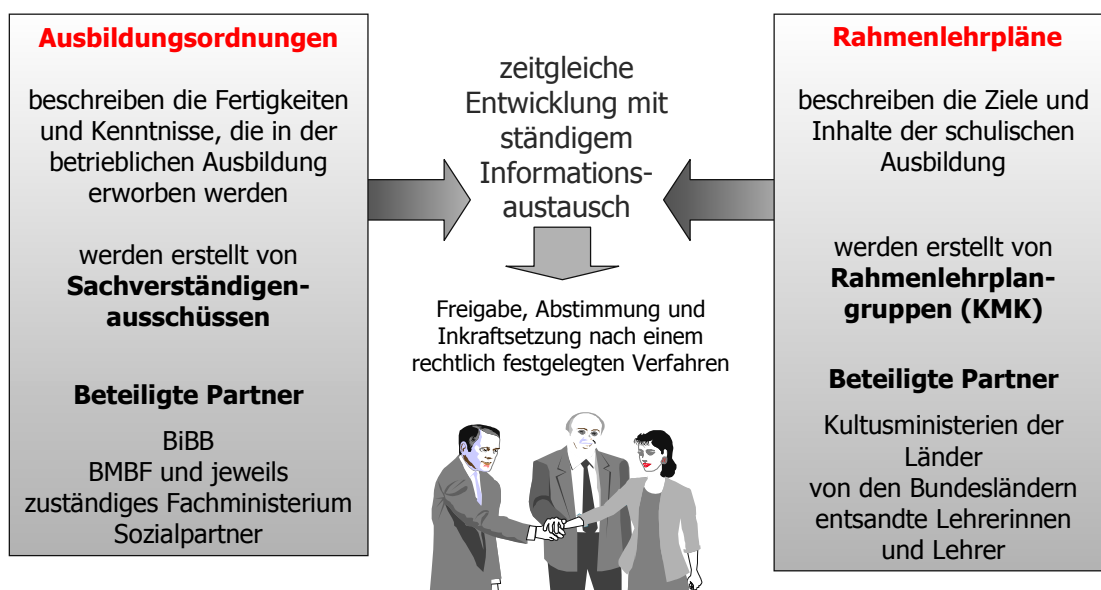 Ausbildungsordnungen
beschreiben die Fertigkeiten
und Kenntnisse, die in der
betrieblichen Ausbildung
erworben werden
werden erstellt von
Sachverständigen-
ausschüssen
Beteiligte Partner
BiBB
BMBF und jeweils
zuständiges Fachministerium
Sozialpartner
zeitgleiche
Entwicklung mit
ständigem
Informations-
austausch
Freigabe, Abstimmung und
Inkraftsetzung nach einem
rechtlich festgelegten Verfahren
Rahmenlehrpläne
beschreiben die Ziele und
Inhalte der schulischen
Ausbildung
werden erstellt von
Rahmenlehrplan-
gruppen (KMK)
Beteiligte Partner
Kultusministerien der
Länder
von den Bundesländern
entsandte Lehrerinnen
und Lehrer